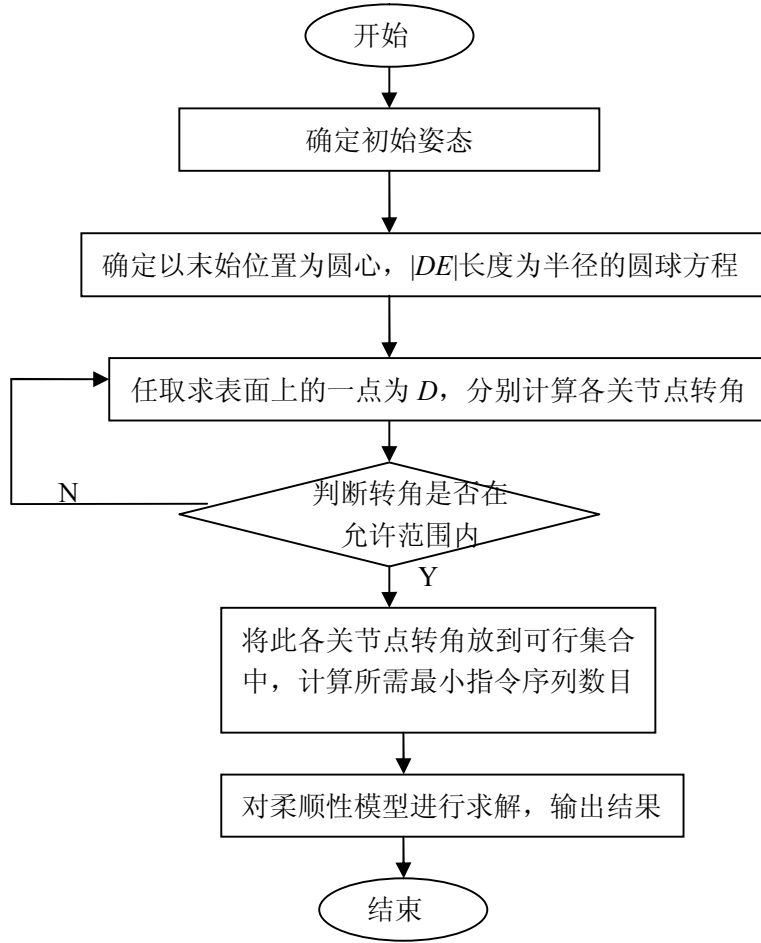 开始
确定初始姿态
确定以末始位置为圆心，|DE|长度为半径的圆球方程
任取求表面上的一点为 D，分别计算各关节点转角
N
判断转角是否在
允许范围内
Y
将此各关节点转角放到可行集合
中，计算所需最小指令序列数目
对柔顺性模型进行求解，输出结果
结束